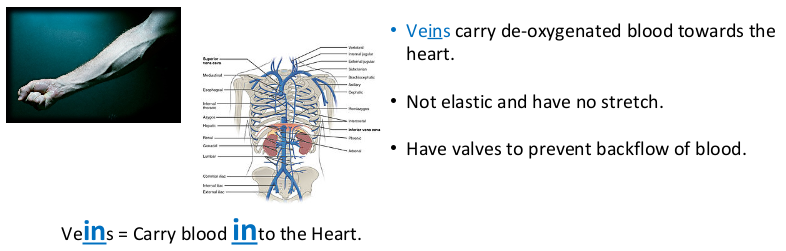 • Veins carry de-oxygenated blood towards the
heart.
• Not elastic and have no stretch.
• Have valves to prevent backflow of blood.
Superior
vena cava
Mediastinal
Esophageal
Internal
thoracic
Azygos
Hepatic
Renal
Gonadal
Lumbar
Common iliac
Internal iliac
External iliac
Vertebral
Internal jugular
External jugular
Subclavian
Brachiocephalic
Axillary
Cephalic
Hemiazygos
Intercostal
Inferior vena cava
Phrenic
Adrenal
Veins = Carry blood into the Heart.